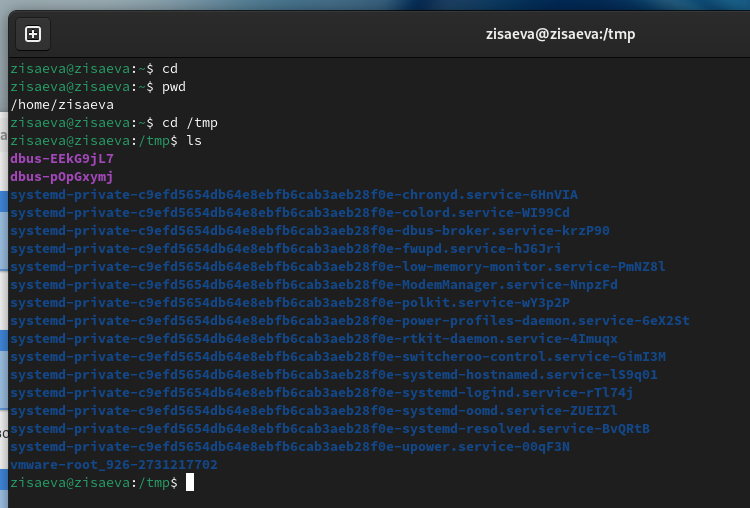 zisaeva@zisaeva:/tmp
zisaeva@zisaeva:~$ cd
zisaeva@zisaeva:~$ pwd
/home/zisaeva
zisaeva@zisaeva:~$ cd /tmp
zisaeva@zisaeva:/tmp$ ls
dbus-EEkG9jL7
dbus-pOpGxymj
systemd-private-c9efd5654db64e8ebfb6cab3aeb28f0e-chronyd.service-6HnVIA
systemd-private-c9efd5654db64e8ebfb6cab3aeb28f0e-colord.service-WI99Cd
systemd-private-c9efd5654db64e8ebfb6cab3aeb28f0e-dbus-broker.service-krzP90
systemd-private-c9efd5654db64e8ebfb6cab3aeb28f0e-fwupd.service-hJ6Jri
systemd-private-c9efd5654db64e8ebfb6cab3aeb28f0e-low-memory-monitor.service-PmNZ8l
systemd-private-c9efd5654db64e8ebfb6cab3aeb28f0e-ModemManager.service-NnpzFd
systemd-private-c9efd5654db64e8ebfb6cab3aeb28f0e-polkit.service-wY3p2P
systemd-private-c9efd5654db64e8ebfb6cab3aeb28f0e-power-profiles-daemon.service-6eX2St
systemd-private-c9efd5654db64e8ebfb6cab3aeb28f0e-rtkit-daemon.service-4Imuqx
systemd-private-c9efd5654db64e8ebfb6cab3aeb28f0e-switcheroo-control.service-GimI3M
systemd-private-c9efd5654db64e8ebfb6cab3aeb28f0e-systemd-hostnamed.service-lS9q01
systemd-private-c9efd5654db64e8ebfb6cab3aeb28f0e-systemd-logind.service-rTl74j
systemd-private-c9efd5654db64e8ebfb6cab3aeb28f0e-systemd-oomd.service-ZUEIZl
systemd-private-c9efd5654db64e8ebfb6cab3aeb28f0e-systemd-resolved.service-BvQRtB
systemd-private-c9efd5654db64e8ebfb6cab3aeb28f0e-upower.service-00qF3N
vmware-root_926-2731217702
zisaeva@zisaeva:/tmp$